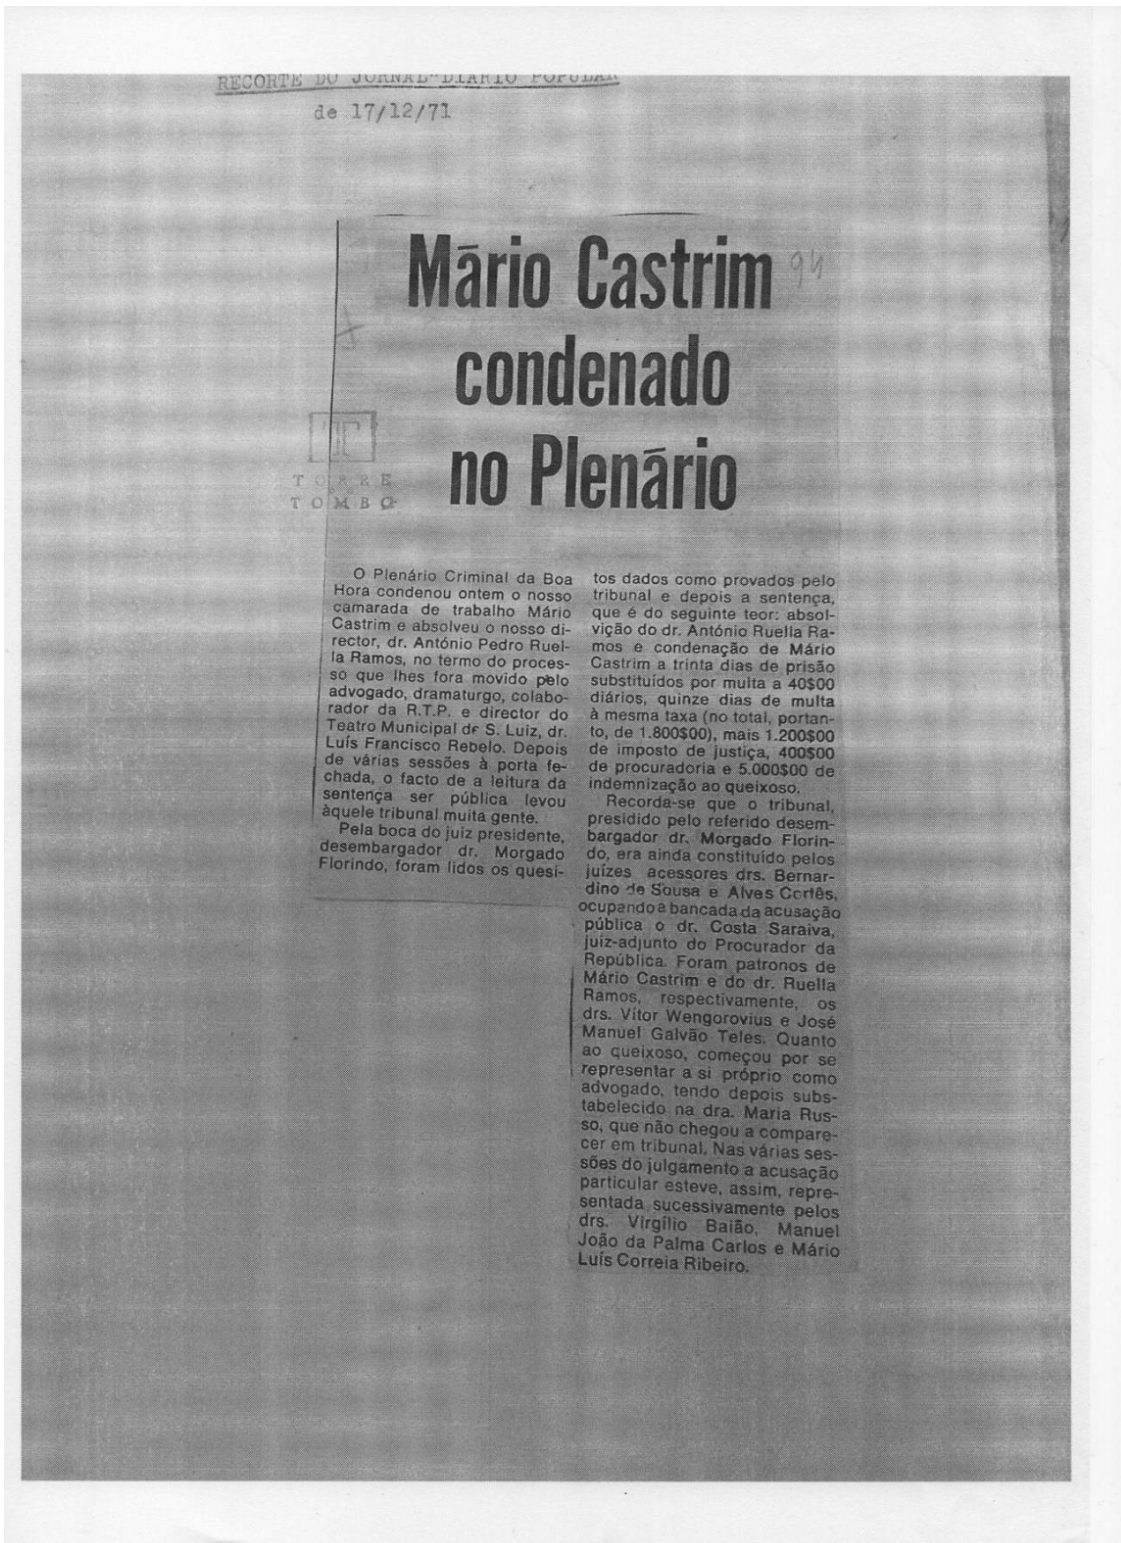 RECORTE DO JORNAL "DIARIO POPULAR
de 17/12/71
Mário Castrim
94
condenado
no Plenário
TORRE
TOMBO
O Plenário Criminal da Boa
Hora condenou ontem o nosso
camarada de trabalho Mário
Castrim e absolveu o nosso di-
rector, dr. António Pedro Ruel-
la Ramos, no termo do proces-
so que lhes fora movido pelo
advogado, dramaturgo, colabo-
rador da R.T.P. e director do
Teatro Municipal de S. Luiz, dr.
Luís Francisco Rebelo. Depois
de várias sessões à porta fe-
chada, o facto de a leitura da
sentença ser pública levou
àquele tribunal muita gente.
Pela boca do juiz presidente,
desembargador dr. Morgado
Florindo, foram lidos os quesi-
tos dados como provados pelo
tribunal e depois a sentença,
que é do seguinte teor: absol-
vição do dr. António Ruella Ra-
mos e condenação de Mário
Castrim a trinta dias de prisão
substituídos por multa a 40$00
diários, quinze dias de multa
à mesma taxa (no total, portan-
to, de 1.800$00), mais 1.200$00
de imposto de justiça, 400$00
de procuradoria e 5.000$00 de
indemnização ao queixoso.
Recorda-se que o tribunal,
presidido pelo referido desem-
bargador dr. Morgado Florin-
do, era ainda constituído pelos
juízes acessores drs. Bernar-
dino de Sousa e Alves Cortês,
ocupando a bancada da acusação
pública o dr. Costa Saraiva,
juiz-adjunto do Procurador da
República. Foram patronos de
Mário Castrim e do dr. Ruella
Ramos, respectivamente, os
drs. Vítor Wengorovius e José
Manuel Galvão Teles. Quanto
ao queixoso, começou por se
representar a si próprio como
advogado, tendo depois subs-
tabelecido na dra. Maria Rus-
so, que não chegou a compare-
cer em tribunal. Nas várias ses-
sões do julgamento a acusação
particular esteve, assim, repre-
sentada sucessivamente pelos
drs. Virgílio Baião, Manuel
João da Palma Carlos e Mário
Luís Correia Ribeiro.